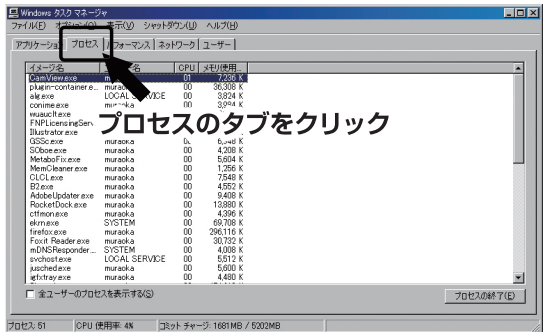 Windows タスク マネージャ
ファイル(F) オプション(O) 表示(V) シャットダウン(U) ヘルプ(H)
プロセス パフォーマンス ネットワーク ユーザー
イメージ名 CPU メモリ使用...
CamView.exe 01 7,236 K
plugin-container.e... muraoka 00 36,308 K
alg.exe LOCAL SERVICE 00 3,824 K
conime.exe muraoka 00
wuauclt.exe
FNPLicensingServ
プロセスのタブをクリック
Illustrator.exe
GSSc.exe muraoka
SOboe.exe muraoka 00 4,208 K
MetaboFix.exe muraoka 00 5,604 K
MemCleaner.exe muraoka 00 1,256 K
CLCL.exe muraoka 00 7,548 K
B2.exe muraoka 00 4,552 K
AdobeUpdater.exe muraoka 00 9,408 K
RocketDock.exe muraoka 00 13,880 K
ctfmon.exe muraoka 00 4,396 K
ekrn.exe SYSTEM 00 69,708 K
firefox.exe muraoka 00 296,116 K
Foxit Reader.exe muraoka 00 30,732 K
mDNSResponder... SYSTEM 00 4,008 K
svchost.exe LOCAL SERVICE 00 5,512 K
jusched.exe muraoka 00 5,600 K
igfxtray.exe muraoka 00 4,480 K
全ユーザーのプロセスを表示する(S) プロセスの終了(E)
プロセス: 51 CPU 使用率: 4% コミット チャージ: 1681MB / 5202MB